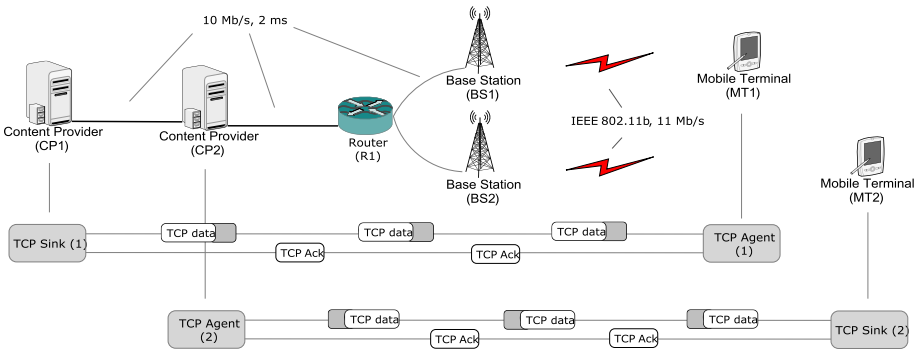 10 Mb/s, 2 ms
Content Provider
(CP1)
Content Provider
(CP2)
Router
(R1)
Base Station
(BS1)
Base Station
(BS2)
IEEE 802.11b, 11 Mb/s
Mobile Terminal
(MT1)
Mobile Terminal
(MT2)
TCP Sink (1)
TCP data
TCP data
TCP data
TCP Ack
TCP Ack
TCP Agent
(1)
TCP Agent
(2)
TCP data
TCP data
TCP data
TCP Ack
TCP Ack
TCP Sink (2)